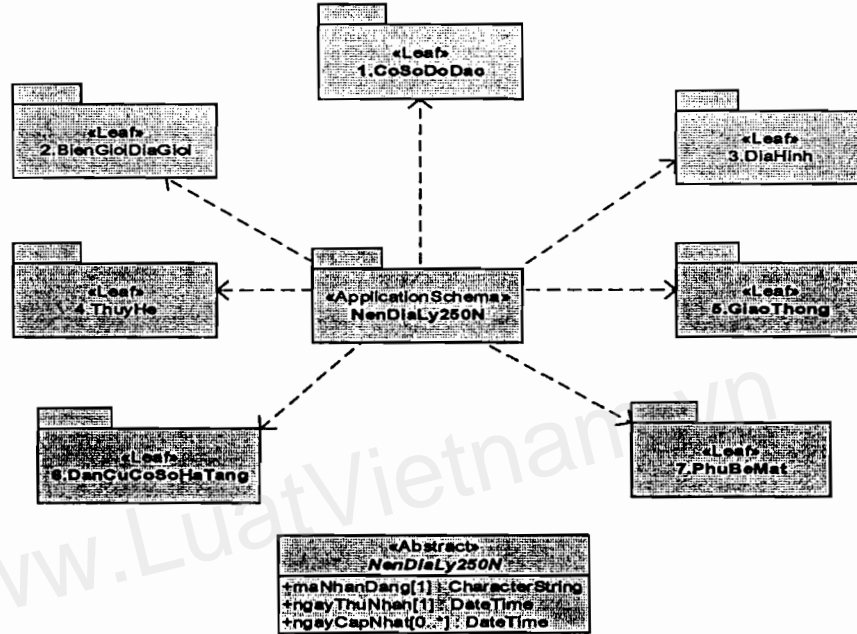 «Leaf»
1.CoSoDoDac
«Leaf»
2.BienGioiDiaGioi
«Leaf»
3.DiaHinh
«Leaf»
4.ThuyHe
«ApplicationSchema»
NenDiaLy250N
«Leaf»
5.GiaoThong
«Leaf»
6.DanCuCoSoHaTang
«Leaf»
7.PhuBeMat
«Abstract»
NenDiaLy250N
+maNhanDang[1] : CharacterString
+ngayThuNhan[1] : DateTime
+ngayCapNhat[0..*] : DateTime
ww.LuatVietnam.vn